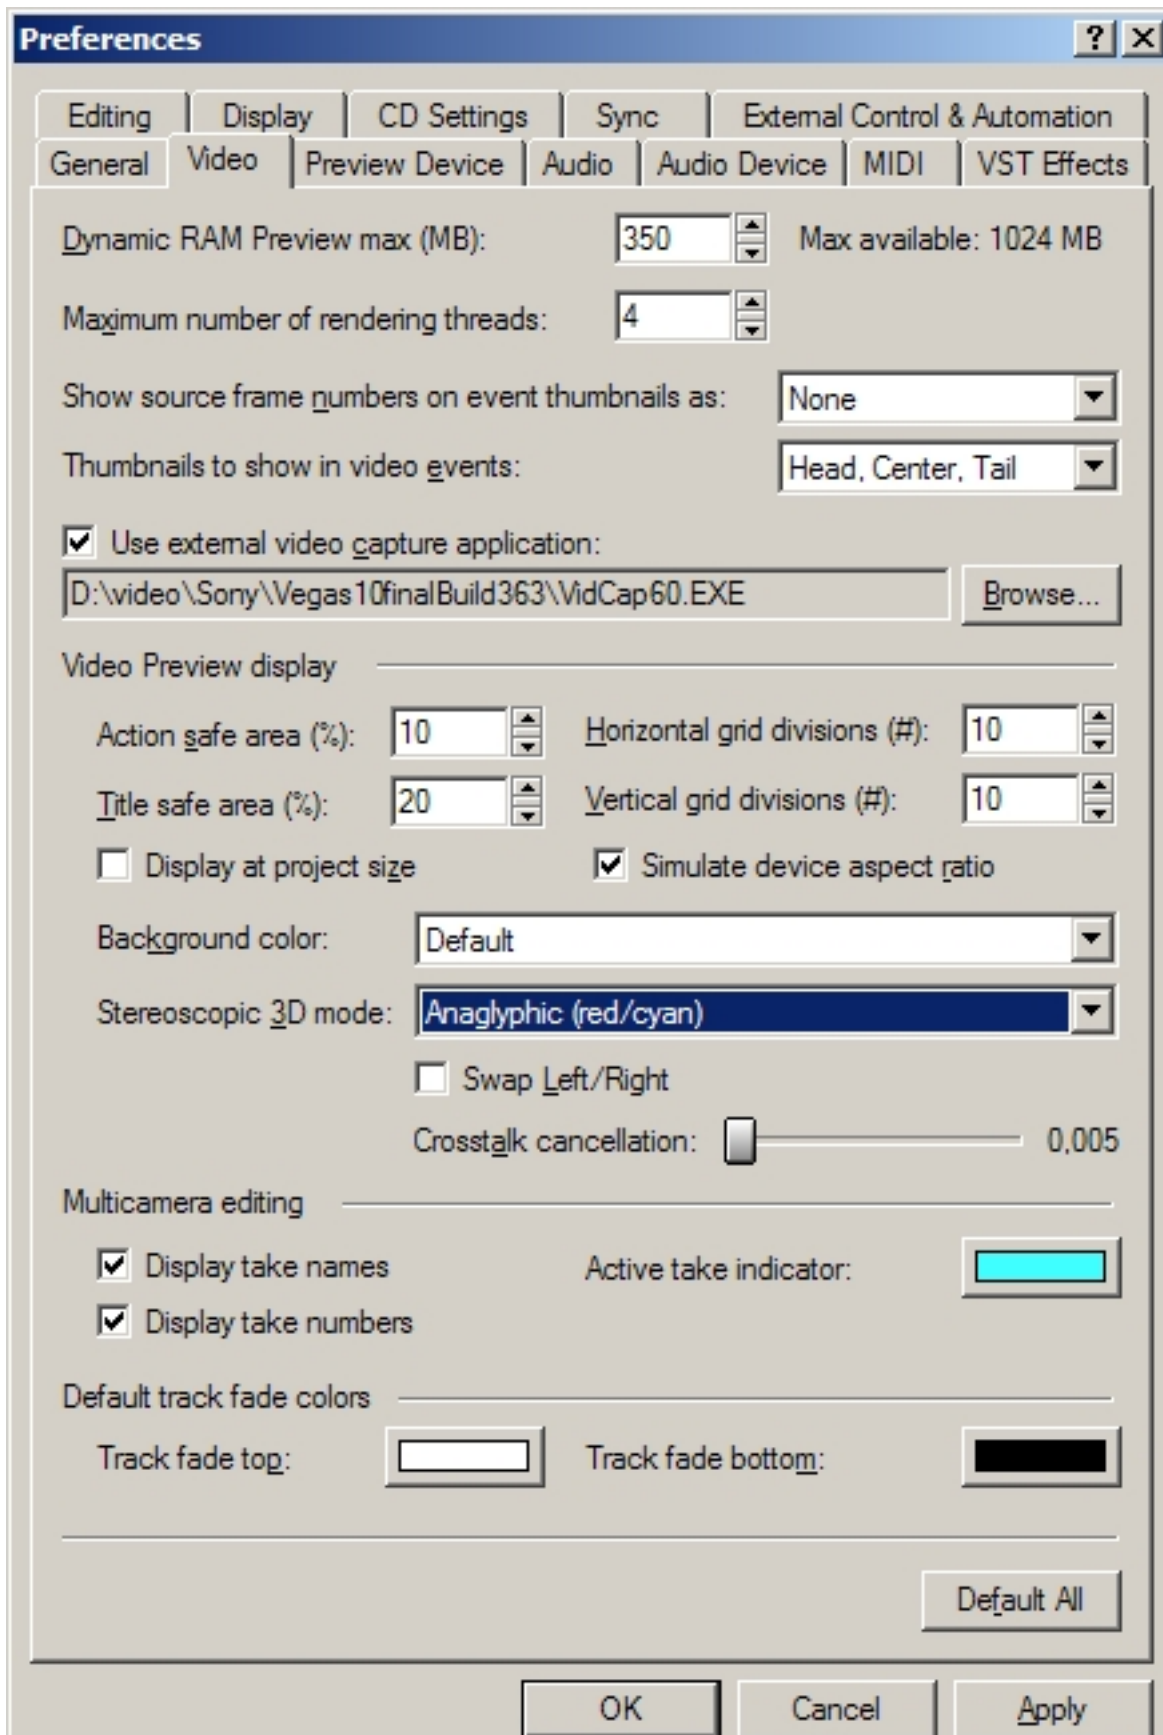 Preferences
Editing Display CD Settings Sync External Control & Automation
General Video Preview Device Audio Audio Device MIDI VST Effects
Dynamic RAM Preview max (MB): 350 Max available: 1024 MB
Maximum number of rendering threads: 4
Show source frame numbers on event thumbnails as: None
Thumbnails to show in video events: Head, Center, Tail
Use external video capture application:
D:\video\Sony\Vegas10finalBuild363\VidCap60.EXE Browse...
Video Preview display
Action safe area (%): 10 Horizontal grid divisions (#): 10
Title safe area (%): 20 Vertical grid divisions (#): 10
Display at project size Simulate device aspect ratio
Background color: Default
Stereoscopic 3D mode: Anaglyphic (red/cyan)
Swap Left/Right
Crosstalk cancellation: 0,005
Multicamera editing
Display take names Active take indicator:
Display take numbers
Default track fade colors
Track fade top: Track fade bottom:
Default All
OK Cancel Apply